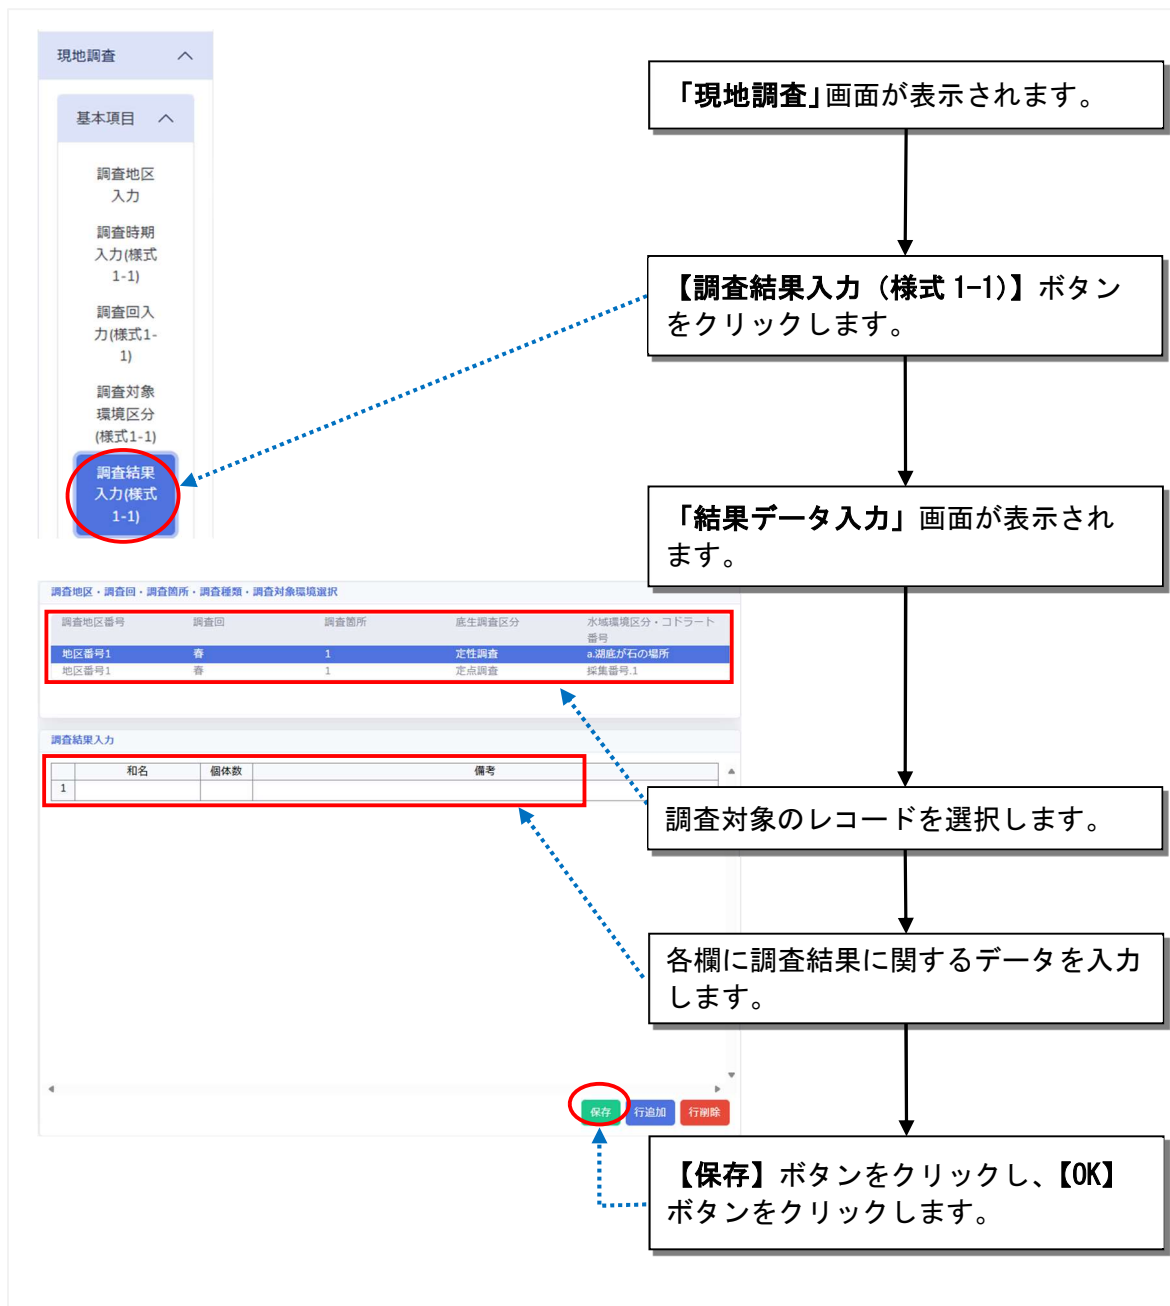 現地調査
基本項目
調査地区
入力
調査時期
入力(様式
1-1)
調査回入
力(様式1-
1)
調査対象
環境区分
(様式1-1)
調査結果
入力(様式
1-1)
「現地調査」画面が表示されます。
【調査結果入力（様式 1-1)】ボタン
をクリックします。
「結果データ入力」画面が表示され
ます。
調査地区・調査回・調査箇所・調査種類・調査対象環境選択
調査地区番号 調査回 調査箇所 底生調査区分 水域環境区分・コドラート
番号
地区番号1 春 1 定性調査 a.湖底が石の場所
地区番号1 春 1 定点調査 採集番号.1
調査結果入力
和名 個体数 備考
1
調査対象のレコードを選択します。
各欄に調査結果に関するデータを入力
します。
保存 行追加 行削除
【保存】ボタンをクリックし、【OK】
ボタンをクリックします。